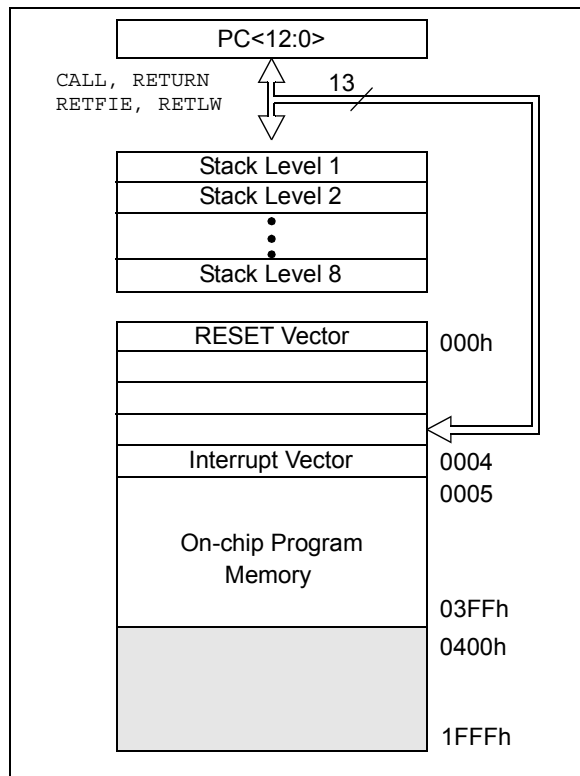 PC<12:0>
CALL, RETURN
RETFIE, RETLW
13
Stack Level 1
Stack Level 2
Stack Level 8
RESET Vector
000h
Interrupt Vector
0004
0005
On-chip Program
Memory
03FFh
0400h
1FFFh